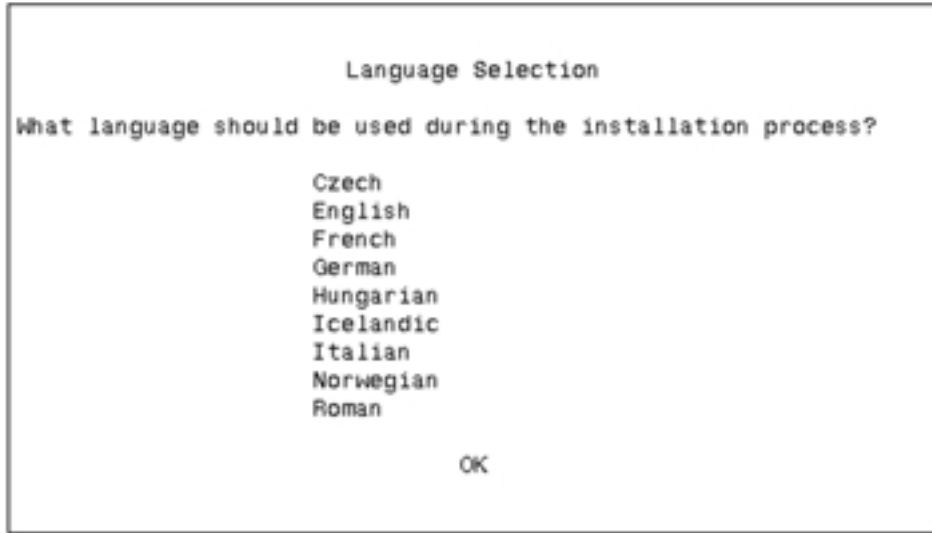 Language Selection
What language should be used during the installation process?
Czech
English
French
German
Hungarian
Icelandic
Italian
Norwegian
Roman
OK